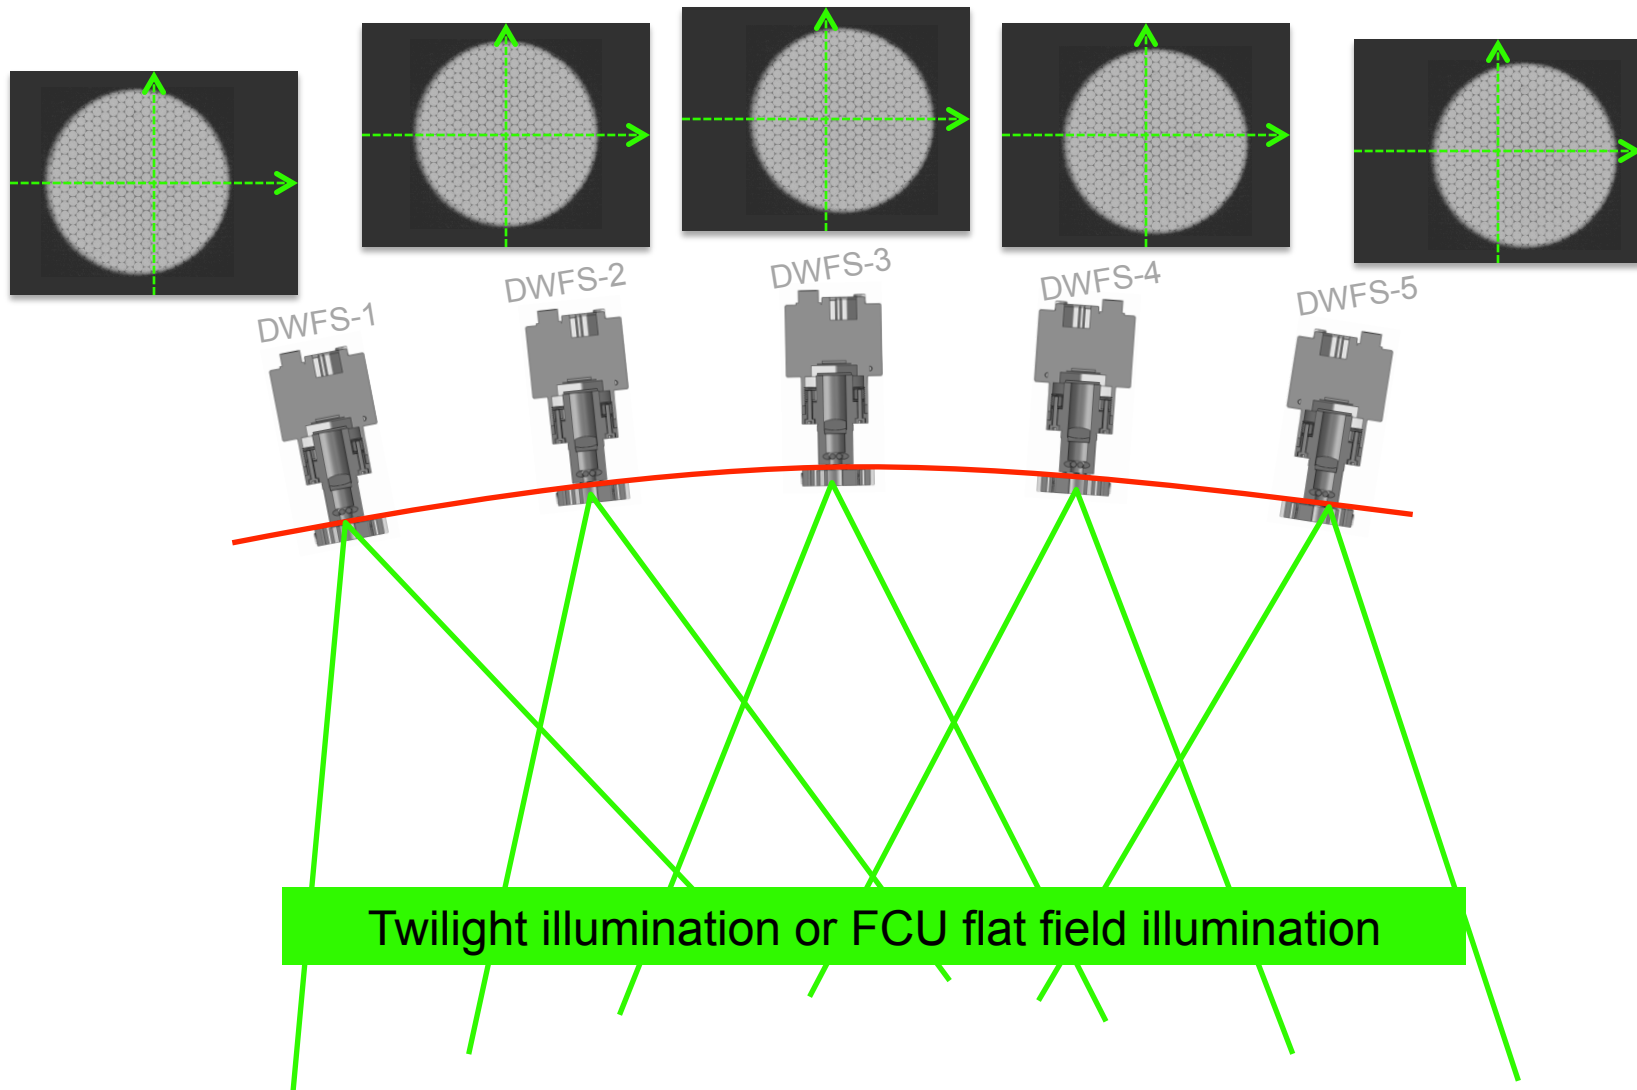 DWFS-1
DWFS-2
DWFS-3
DWFS-4
DWFS-5
Twilight illumination or FCU flat field illumination